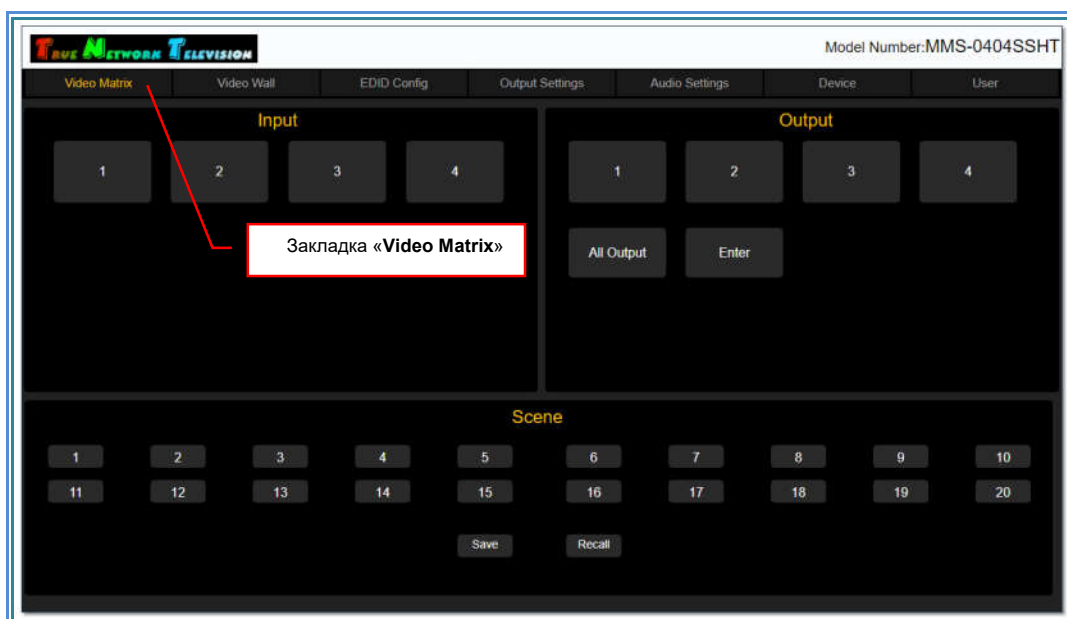 True Network Television
Model Number:MMS-0404SSHT
Video Matrix Video Wall EDID Config Output Settings Audio Settings Device User
Input
Output
1 2 3 4
1 2 3 4
Закладка «Video Matrix»
All Output Enter
Scene
1 2 3 4 5 6 7 8 9 10
11 12 13 14 15 16 17 18 19 20
Save Recall